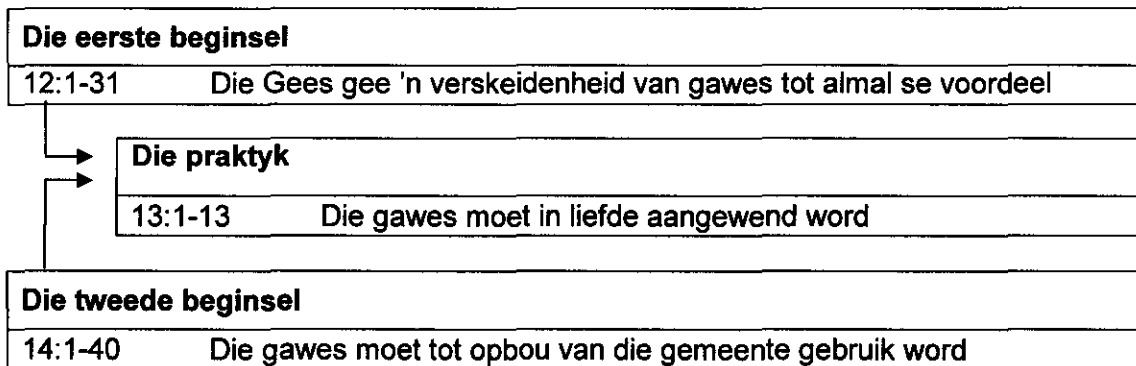 Die eerste beginsel
12:1-31 Die Gees gee 'n verskeidenheid van gawes tot almal se voordeel
Die praktyk
13:1-13 Die gawes moet in liefde aangewend word
Die tweede beginsel
14:1-40 Die gawes moet tot opbou van die gemeente gebruik word